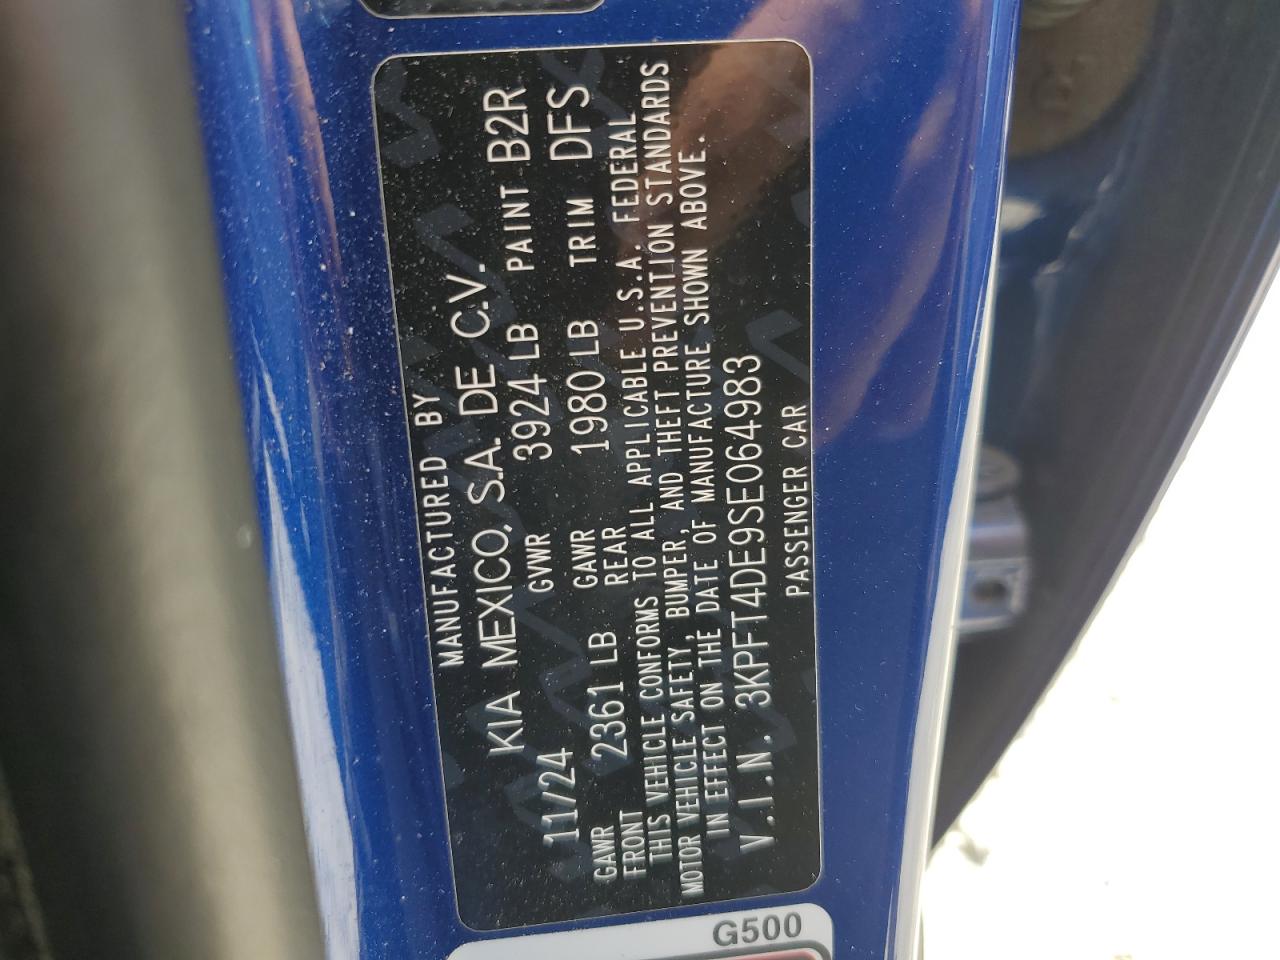 MANUFACTURED BY
KIA MEXICO, S.A. DE C.V.
11/24 GVWR 3924 LB PAINT B2R
GAWR FRONT 2361 LB GAWR REAR 1980 LB TRIM DFS
THIS VEHICLE CONFORMS TO ALL APPLICABLE U.S.A. FEDERAL
MOTOR VEHICLE SAFETY, BUMPER, AND THEFT PREVENTION STANDARDS
IN EFFECT ON THE DATE OF MANUFACTURE SHOWN ABOVE.
V.I.N. 3KPFT4DE9SE064983
PASSENGER CAR
G500